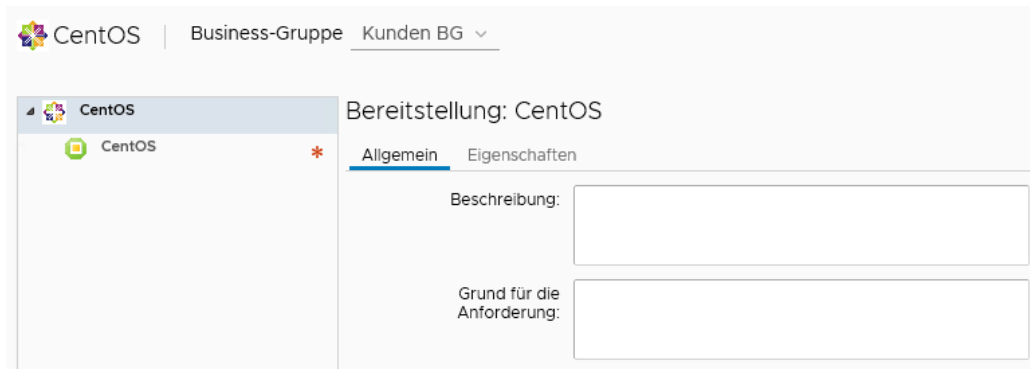 CentOS Business-Gruppe Kunden BG
CentOS
CentOS *
Bereitstellung: CentOS
Allgemein Eigenschaften
Beschreibung:
Grund für die
Anforderung: